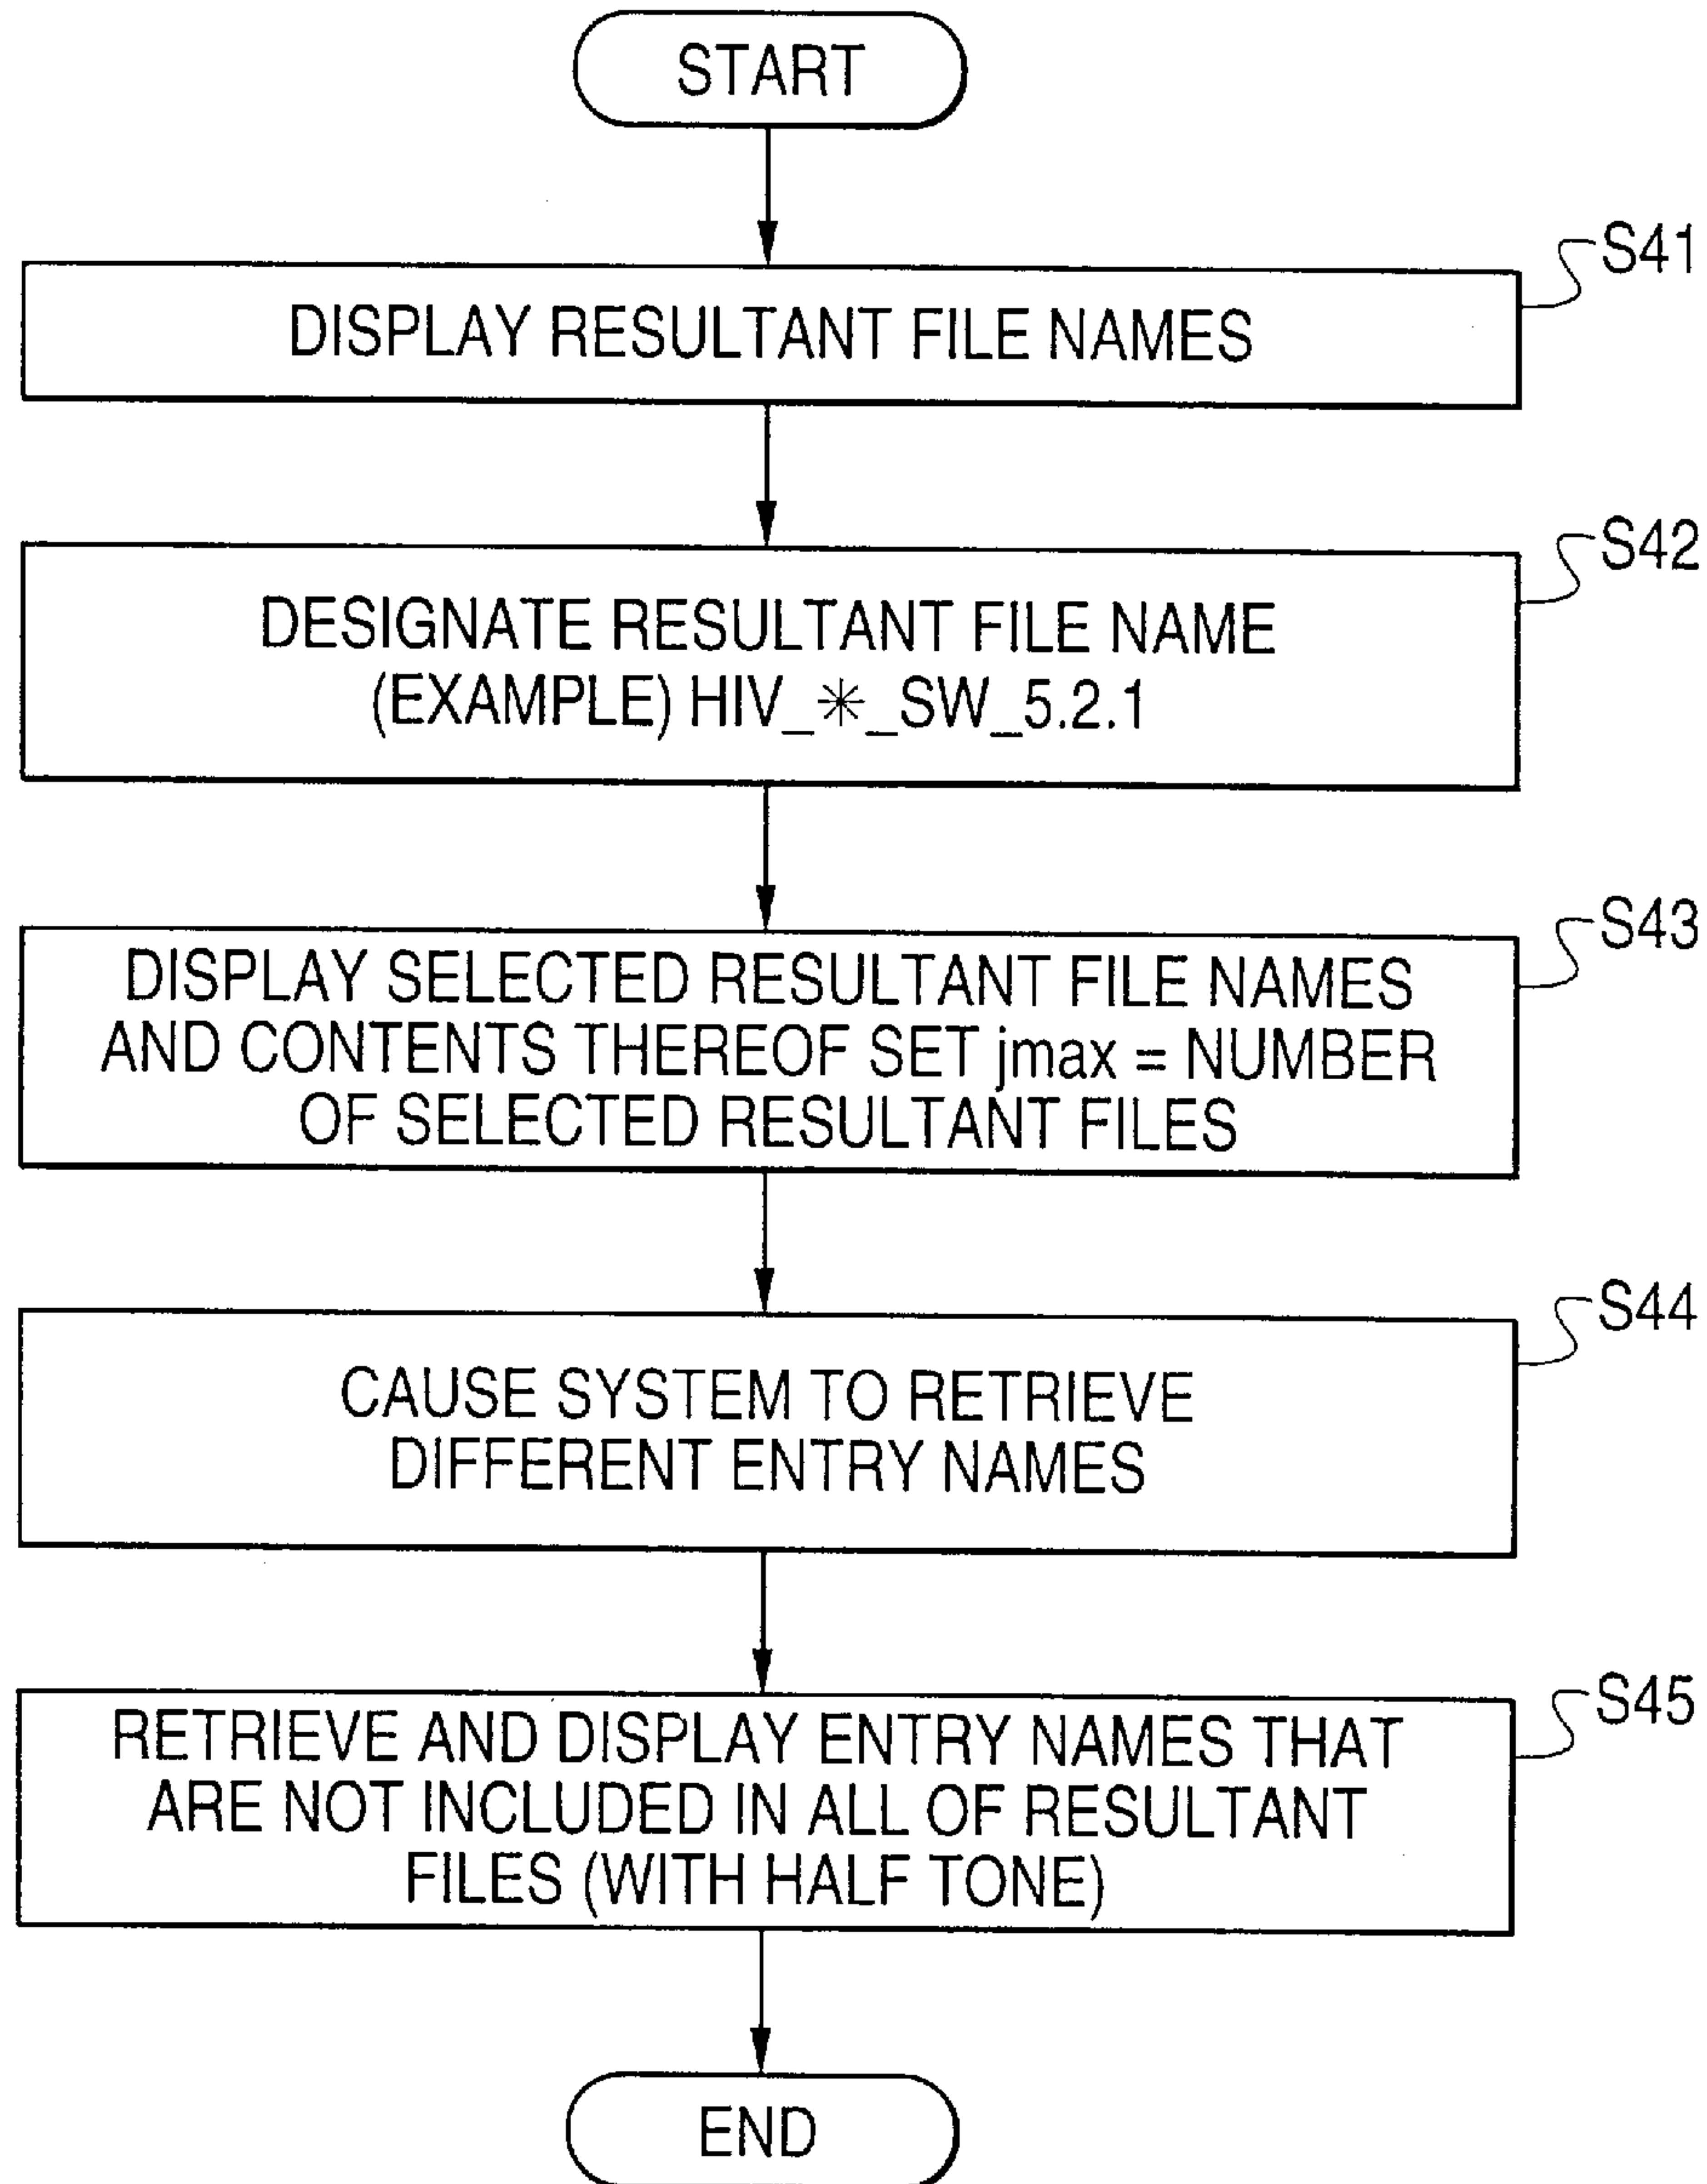 START
S41
DISPLAY RESULTANT FILE NAMES
S42
DESIGNATE RESULTANT FILE NAME
(EXAMPLE) HIV_*_SW_5.2.1
S43
DISPLAY SELECTED RESULTANT FILE NAMES
AND CONTENTS THEREOF SET jmax = NUMBER
OF SELECTED RESULTANT FILES
S44
CAUSE SYSTEM TO RETRIEVE
DIFFERENT ENTRY NAMES
S45
RETRIEVE AND DISPLAY ENTRY NAMES THAT
ARE NOT INCLUDED IN ALL OF RESULTANT
FILES (WITH HALF TONE)
END